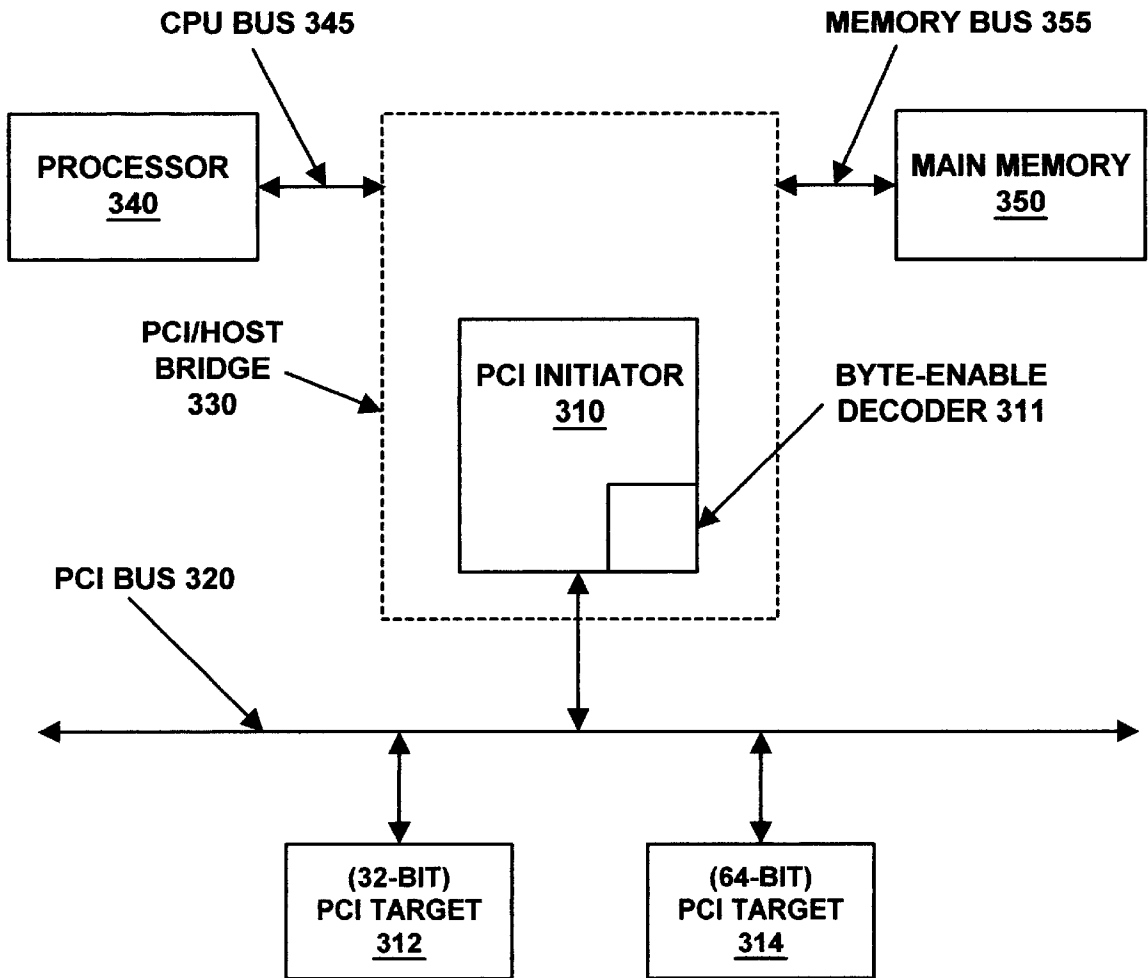 CPU BUS 345
MEMORY BUS 355
PROCESSOR
340
MAIN MEMORY
350
PCI/HOST
BRIDGE
330
PCI INITIATOR
310
BYTE-ENABLE
DECODER 311
PCI BUS 320
(32-BIT)
PCI TARGET
312
(64-BIT)
PCI TARGET
314